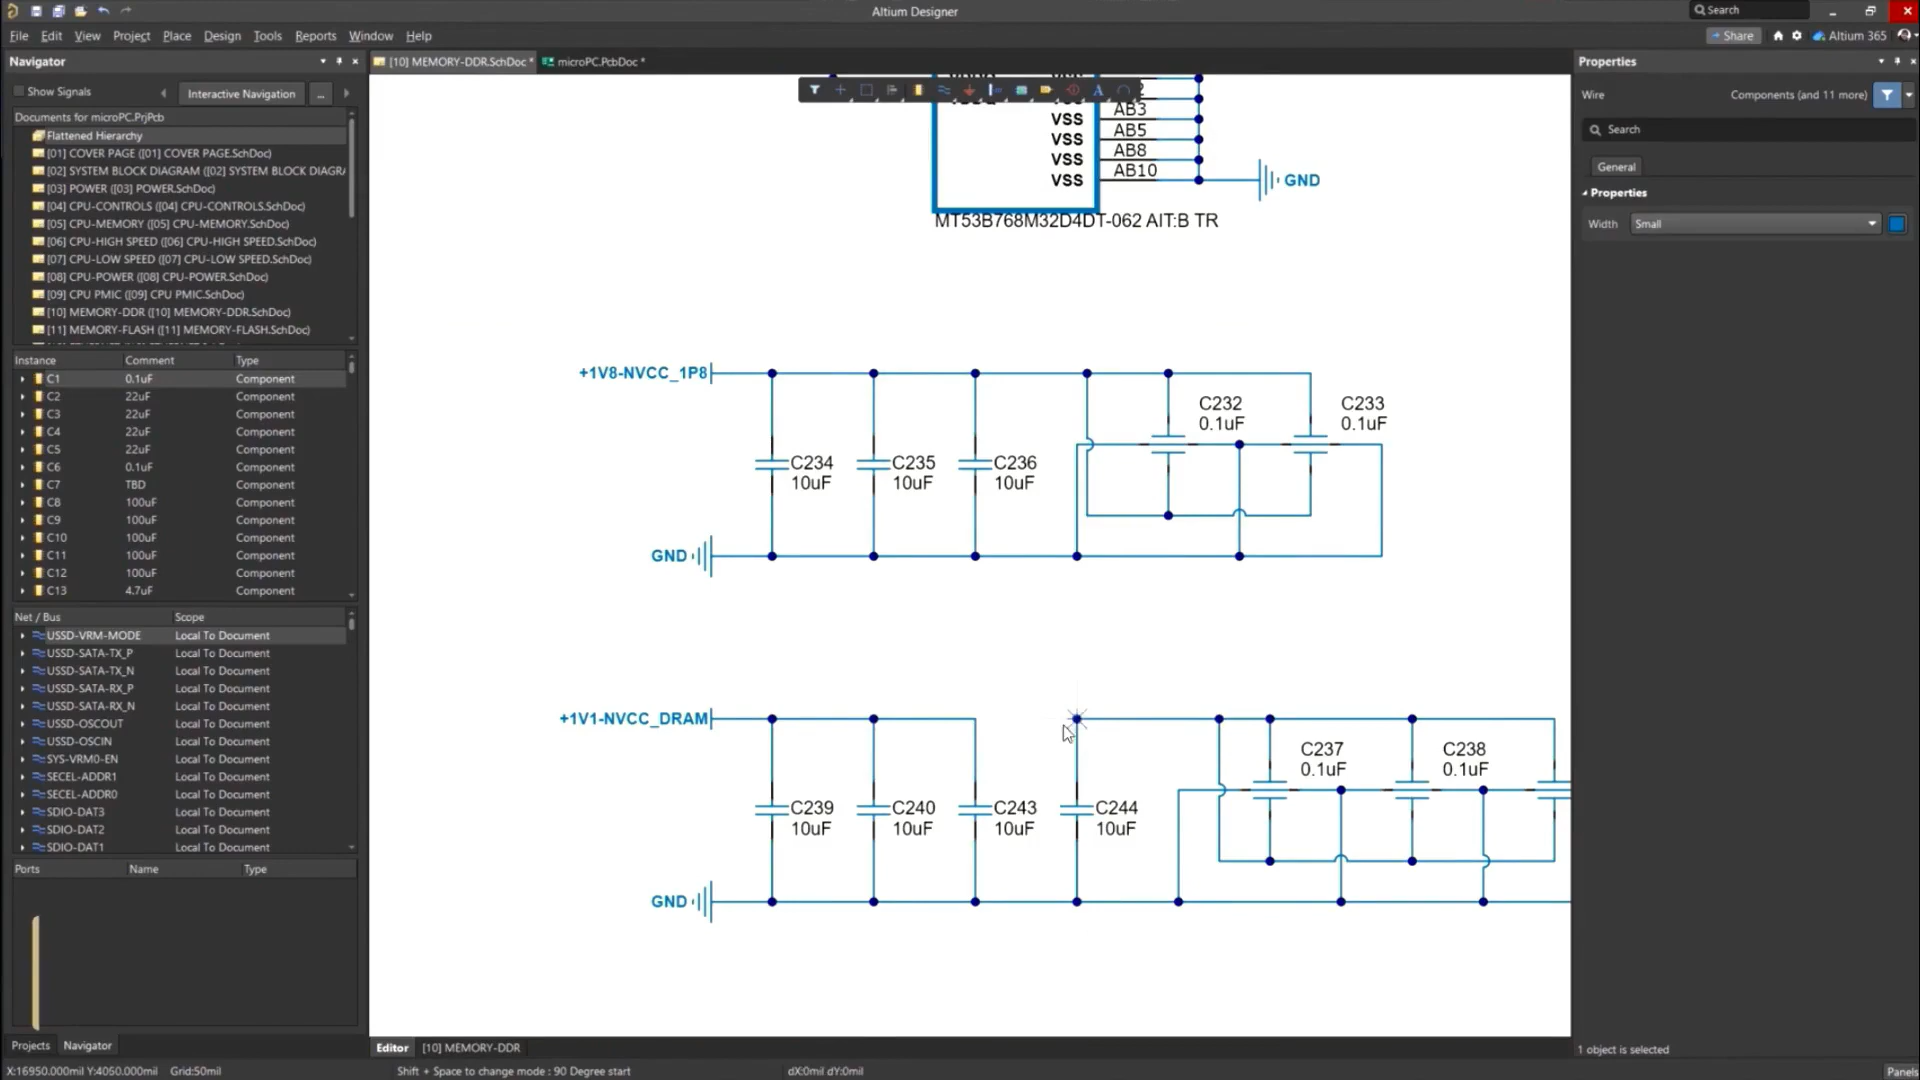 Altium Designer
Search
File Edit View Project Place Design Tools Reports Window Help
Share
Altium 365
Navigator
[10] MEMORY-DDR.SchDoc *
microPC.PcbDoc *
Properties
Show Signals
Interactive Navigation
...
Wire
Components (and 11 more)
Documents for microPC.PrjPcb
Search
Flattened Hierarchy
[01] COVER PAGE ([01] COVER PAGE.SchDoc)
[02] SYSTEM BLOCK DIAGRAM ([02] SYSTEM BLOCK DIAGRA
[03] POWER ([03] POWER.SchDoc)
[04] CPU-CONTROLS ([04] CPU-CONTROLS.SchDoc)
[05] CPU-MEMORY ([05] CPU-MEMORY.SchDoc)
[06] CPU-HIGH SPEED ([06] CPU-HIGH SPEED.SchDoc)
[07] CPU-LOW SPEED ([07] CPU-LOW SPEED.SchDoc)
[08] CPU-POWER ([08] CPU-POWER.SchDoc)
[09] CPU PMIC ([09] CPU PMIC.SchDoc)
[10] MEMORY-DDR ([10] MEMORY-DDR.SchDoc)
[11] MEMORY-FLASH ([11] MEMORY-FLASH.SchDoc)
General
Properties
Width Small
Instance Comment Type
C1 0.1uF Component
C2 22uF Component
C3 22uF Component
C4 22uF Component
C5 22uF Component
C6 0.1uF Component
C7 TBD Component
C8 100uF Component
C9 100uF Component
C10 100uF Component
C11 100uF Component
C12 100uF Component
C13 4.7uF Component
Net / Bus Scope
USSD-VRM-MODE Local To Document
USSD-SATA-TX_P Local To Document
USSD-SATA-TX_N Local To Document
USSD-SATA-RX_P Local To Document
USSD-SATA-RX_N Local To Document
USSD-OSCOUT Local To Document
USSD-OSCIN Local To Document
SYS-VRM0-EN Local To Document
SECEL-ADDR1 Local To Document
SECEL-ADDR0 Local To Document
SDIO-DAT3 Local To Document
SDIO-DAT2 Local To Document
SDIO-DAT1 Local To Document
Ports Name Type
VSS AB3
VSS AB5
VSS AB8
VSS AB10
GND
MT53B768M32D4DT-062 AIT:B TR
+1V8-NVCC_1P8
C232
0.1uF
C233
0.1uF
C234
10uF
C235
10uF
C236
10uF
GND
+1V1-NVCC_DRAM
C237
0.1uF
C238
0.1uF
C239
10uF
C240
10uF
C243
10uF
C244
10uF
GND
Projects Navigator
Editor [10] MEMORY-DDR
1 object is selected
X:16950.000mil Y:4050.000mil Grid:50mil
Shift + Space to change mode : 90 Degree start
dX:0mil dY:0mil
Panels